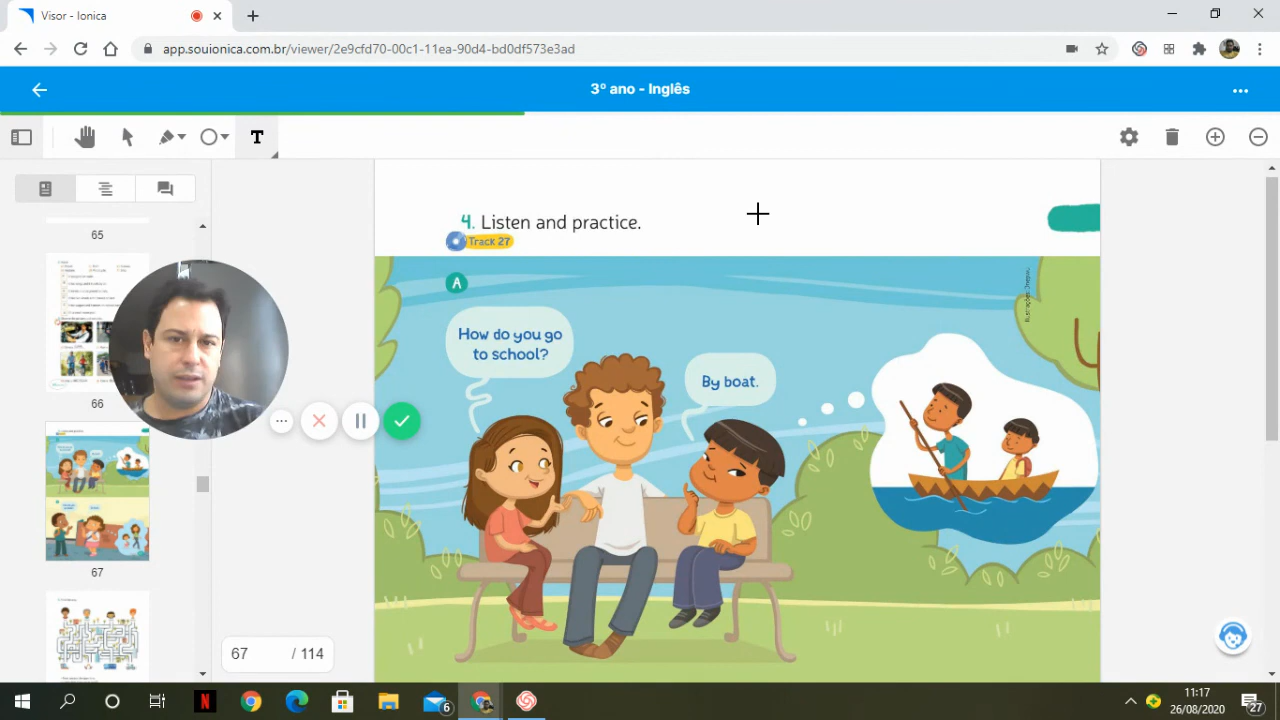 Visor - Ionica
app.souionica.com.br/viewer/2e9cfd70-00c1-11ea-90d4-bd0df573e3ad
3º ano - Inglês
T
65
66
67
4. Listen and practice.
Track 27
A
How do you go
to school?
By boat.
67 / 114
N
6
11:17
26/08/2020
27